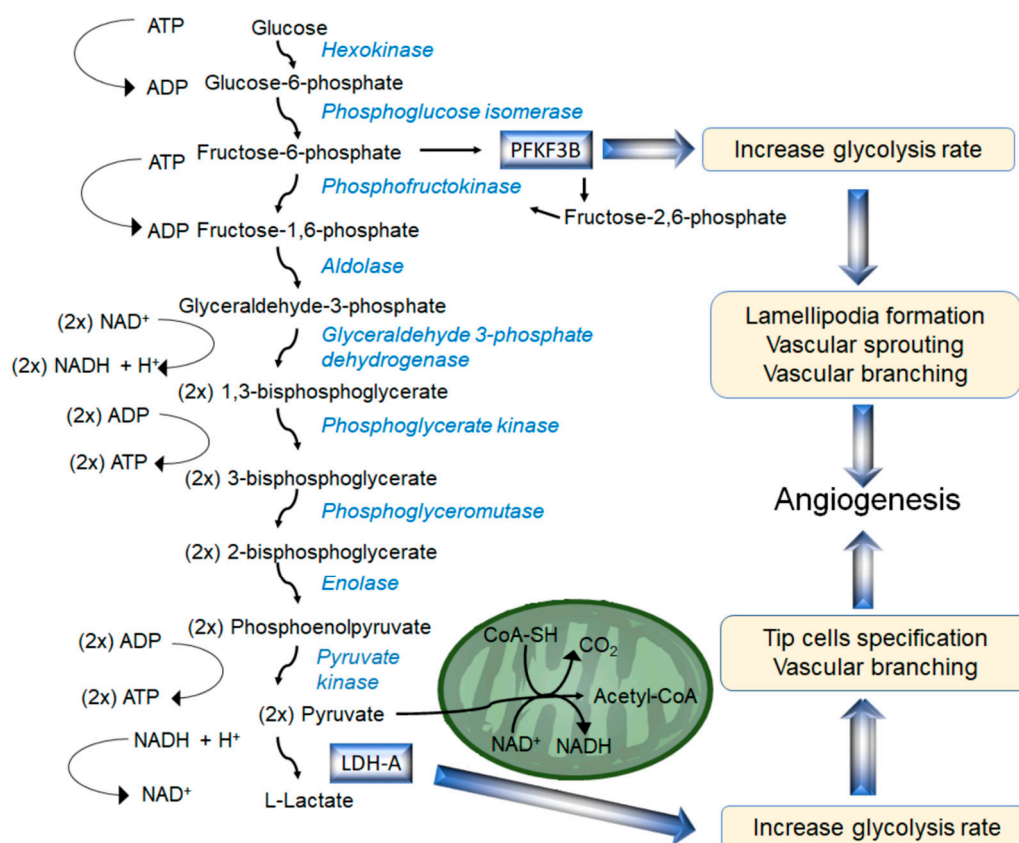 ATP
Glucose
Hexokinase
ADP
Glucose-6-phosphate
Phosphoglucose isomerase
ATP
Fructose-6-phosphate
PFKF3B
Increase glycolysis rate
Phosphofructokinase
Fructose-2,6-phosphate
ADP
Fructose-1,6-phosphate
Aldolase
Glyceraldehyde-3-phosphate
(2x) NAD⁺
Glyceraldehyde 3-phosphate
dehydrogenase
(2x) NADH + H⁺
(2x) 1,3-bisphosphoglycerate
(2x) ADP
Phosphoglycerate kinase
(2x) ATP
(2x) 3-bisphosphoglycerate
Phosphoglyceromutase
(2x) 2-bisphosphoglycerate
Enolase
(2x) ADP
(2x) Phosphoenolpyruvate
Pyruvate
kinase
(2x) ATP
(2x) Pyruvate
CoA-SH
CO₂
Acetyl-CoA
NAD⁺
NADH
NADH + H⁺
LDH-A
NAD⁺
L-Lactate
Lamellipodia formation
Vascular sprouting
Vascular branching
Angiogenesis
Tip cells specification
Vascular branching
Increase glycolysis rate